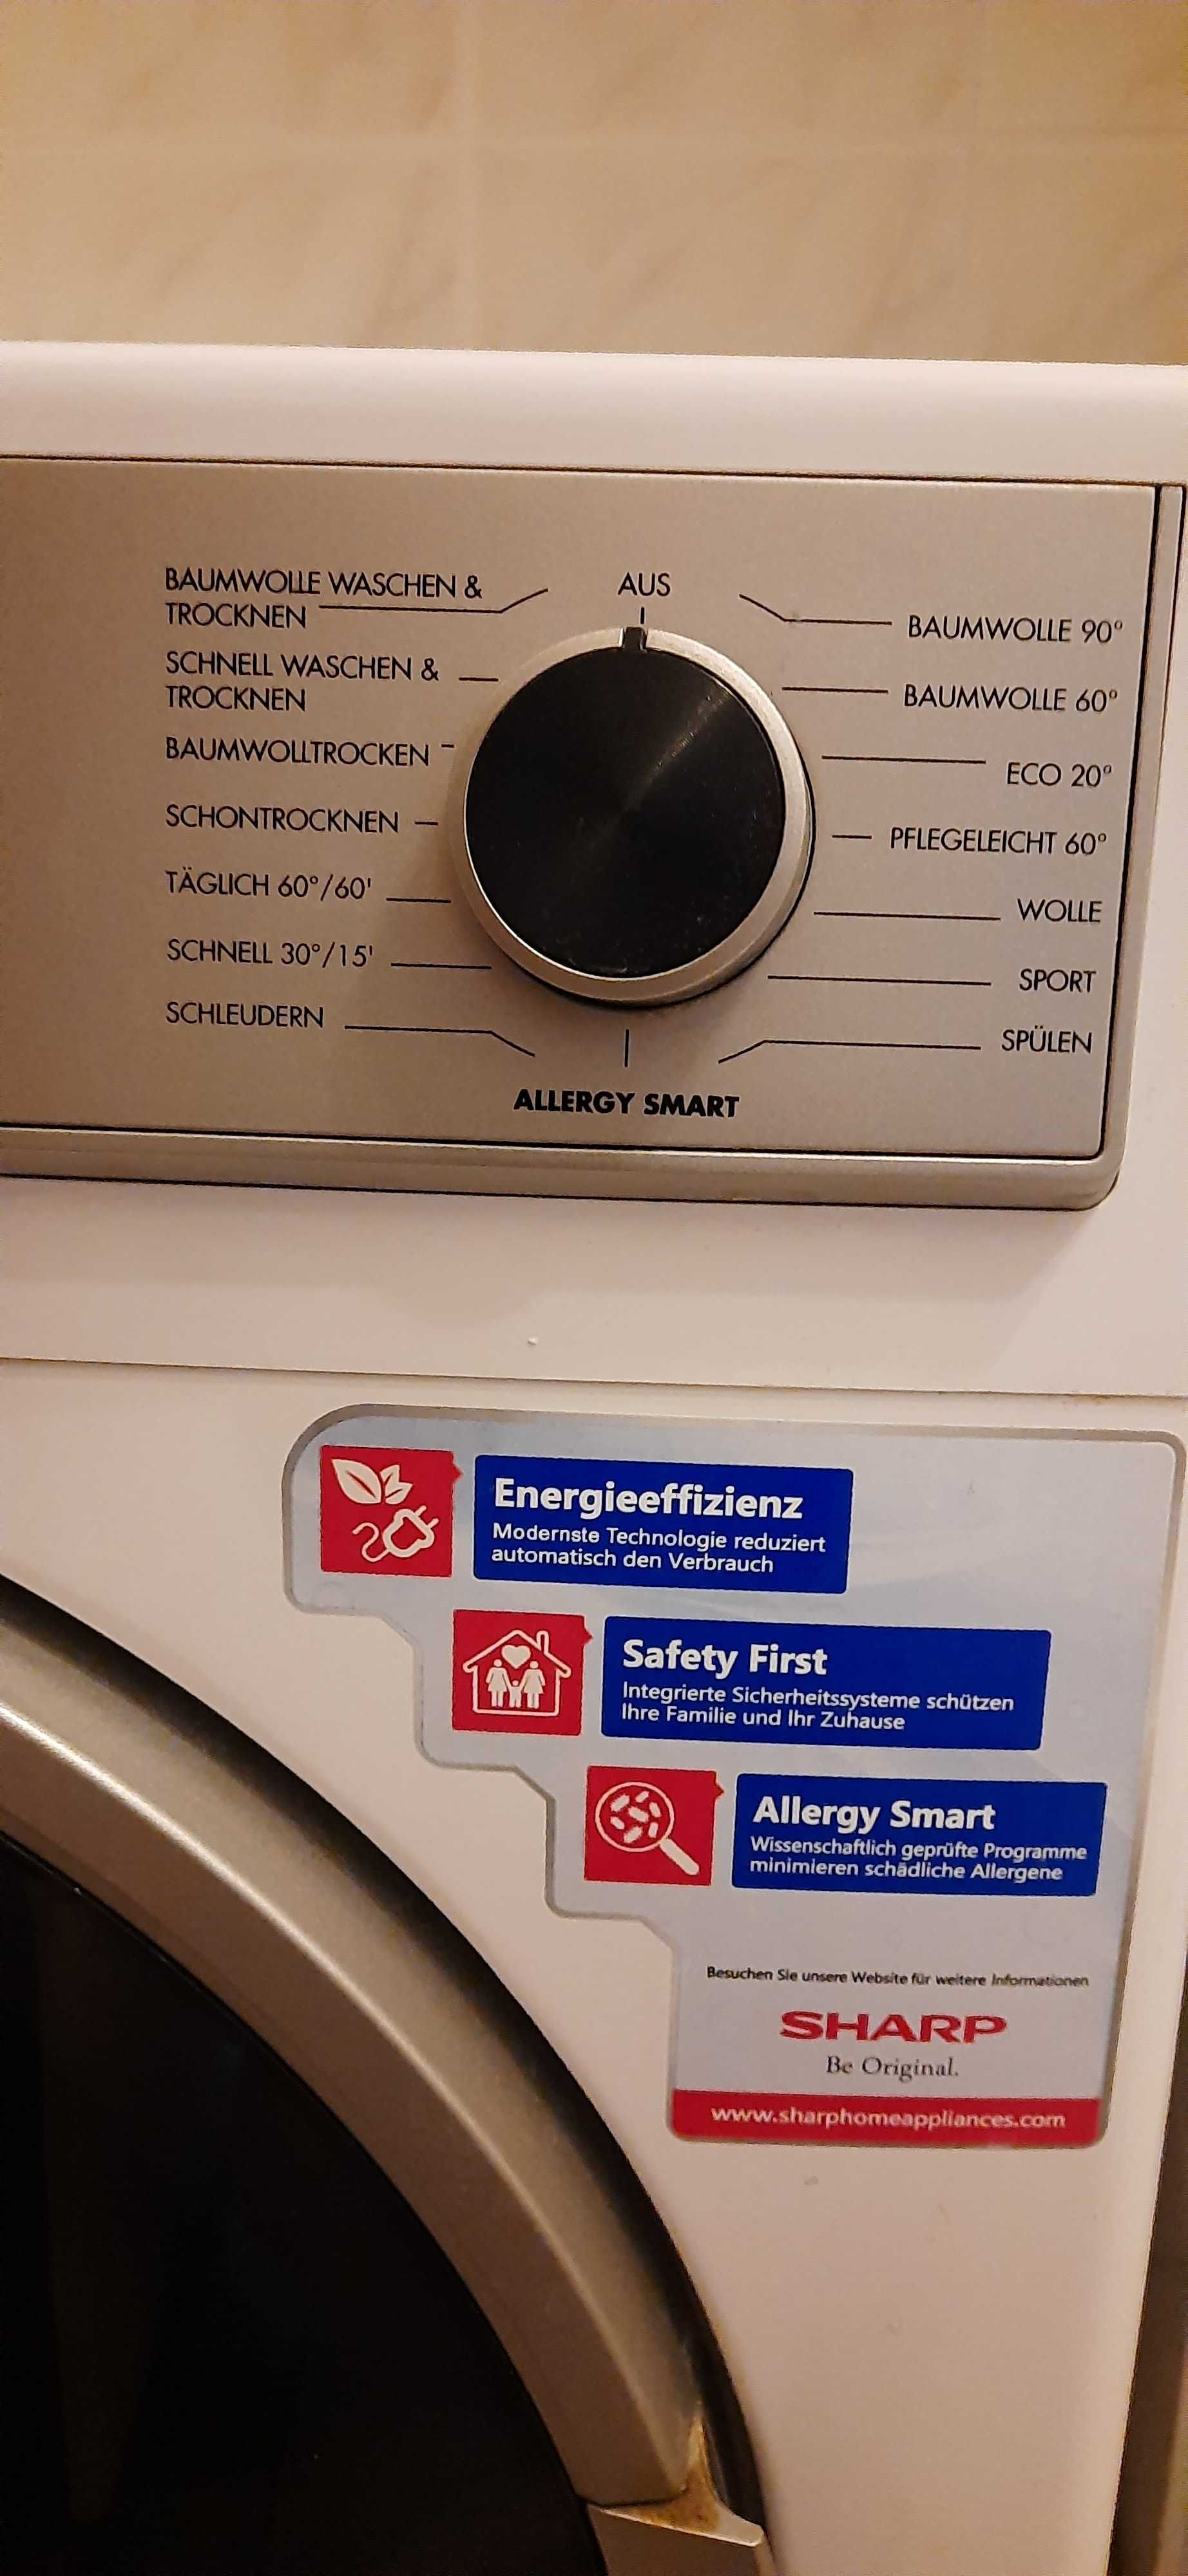 AUS
BAUMWOLLE WASCHEN &
TROCKNEN
SCHNELL WASCHEN &
TROCKNEN
BAUMWOLLTROCKEN
SCHONTROCKNEN
TÄGLICH 60°/60'
SCHNELL 30°/15'
SCHLEUDERN
BAUMWOLLE 90°
BAUMWOLLE 60°
ECO 20°
PFLEGELEICHT 60°
WOLLE
SPORT
SPÜLEN
ALLERGY SMART
Energieeffizienz
Modernste Technologie reduziert
automatisch den Verbrauch
Safety First
Integrierte Sicherheitssysteme schützen
Ihre Familie und Ihr Zuhause
Allergy Smart
Wissenschaftlich geprüfte Programme
minimieren schädliche Allergene
Besuchen Sie unsere Website für weitere Informationen
SHARP
Be Original.
www.sharphomeappliances.com